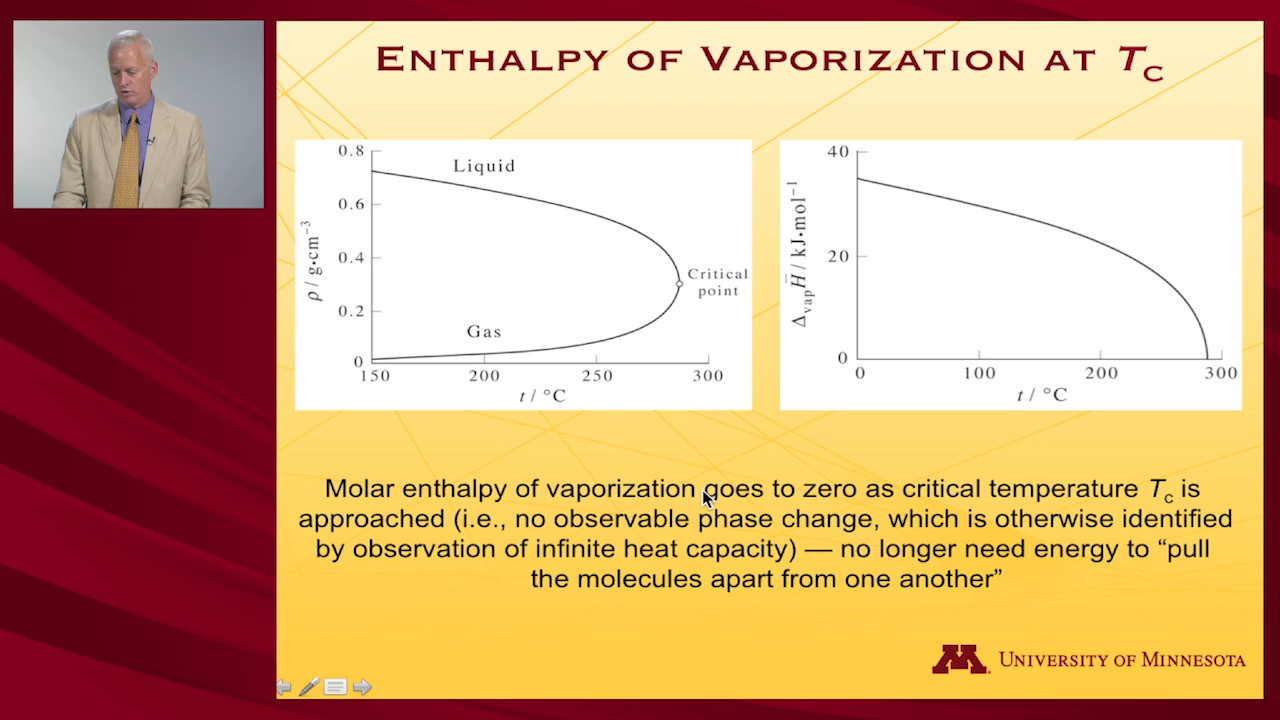 ENTHALPY OF VAPORIZATION AT Tc
0.8
Liquid
0.6
0.4
Critical
point
0.2
Gas
0
150 200 250 300
ρ / g·cm⁻³
t / °C
40
20
0
0 100 200 300
ΔvapH̅ / kJ·mol⁻¹
t / °C
Molar enthalpy of vaporization goes to zero as critical temperature Tc is
approached (i.e., no observable phase change, which is otherwise identified
by observation of infinite heat capacity) — no longer need energy to “pull
the molecules apart from one another”
M
UNIVERSITY OF MINNESOTA